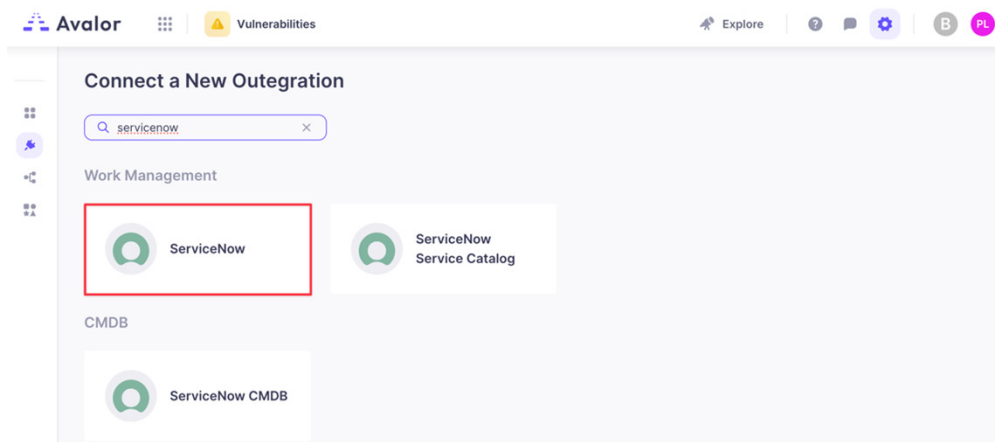 Avalor
Vulnerabilities
Explore
?
B
PL
Connect a New Outegration
servicenow
Work Management
ServiceNow
ServiceNow
Service Catalog
CMDB
ServiceNow CMDB